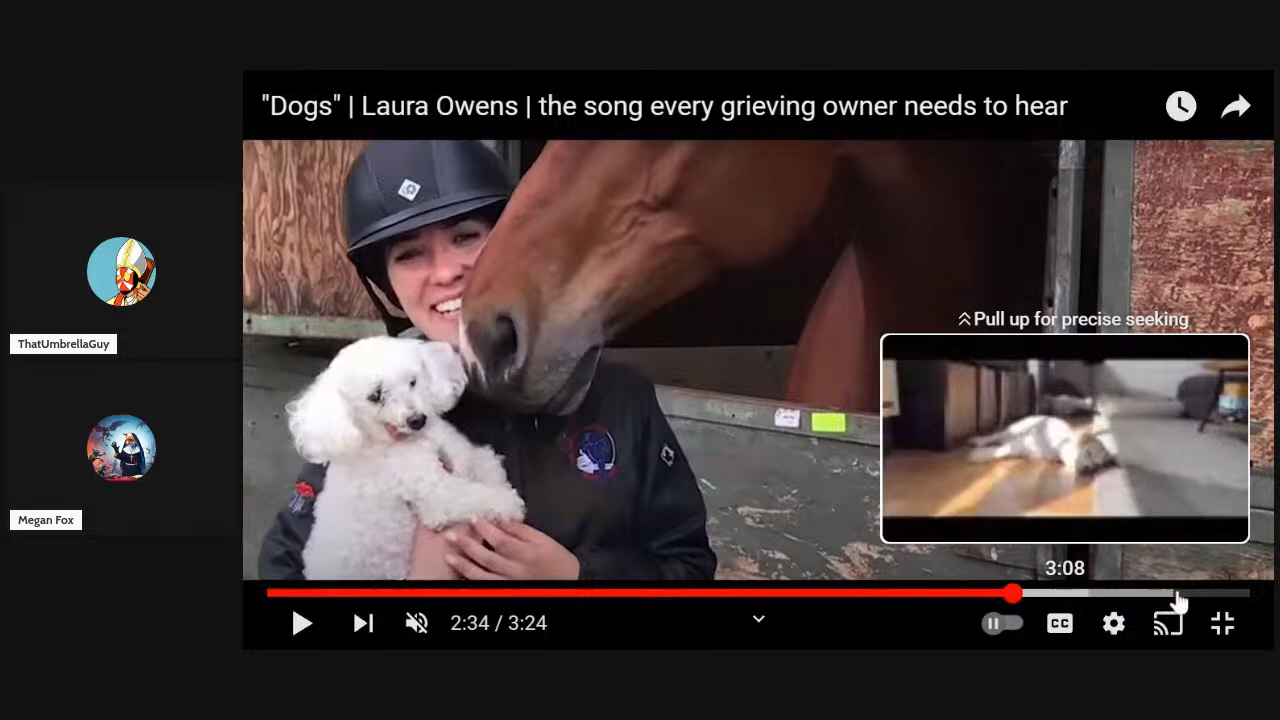 "Dogs" | Laura Owens | the song every grieving owner needs to hear
ThatUmbrellaGuy
Pull up for precise seeking
Megan Fox
3:08
2:34 / 3:24
CC